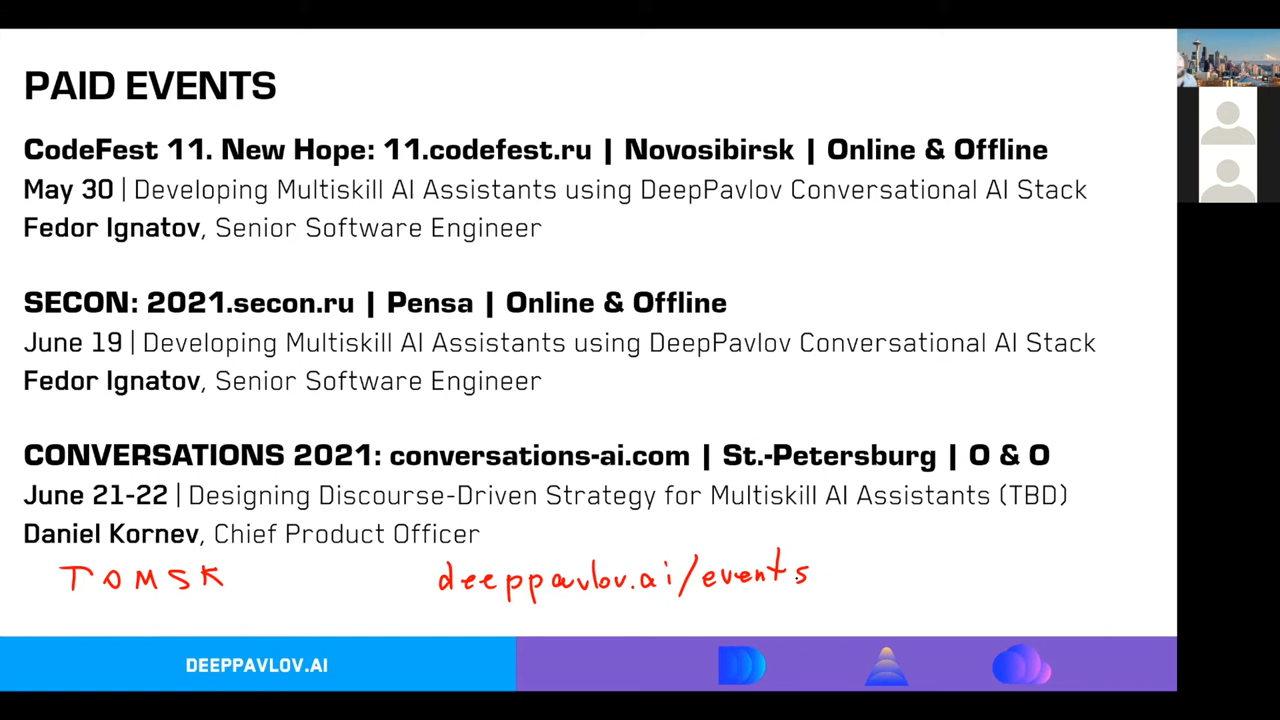 PAID EVENTS
CodeFest 11. New Hope: 11.codefest.ru | Novosibirsk | Online & Offline
May 30 | Developing Multiskill AI Assistants using DeepPavlov Conversational AI Stack
Fedor Ignatov, Senior Software Engineer
SECON: 2021.secon.ru | Pensa | Online & Offline
June 19 | Developing Multiskill AI Assistants using DeepPavlov Conversational AI Stack
Fedor Ignatov, Senior Software Engineer
CONVERSATIONS 2021: conversations-ai.com | St.-Petersburg | O & O
June 21-22 | Designing Discourse-Driven Strategy for Multiskill AI Assistants (TBD)
Daniel Kornev, Chief Product Officer
TOMSK deeppavlov.ai/events
DEEPPAVLOV.AI